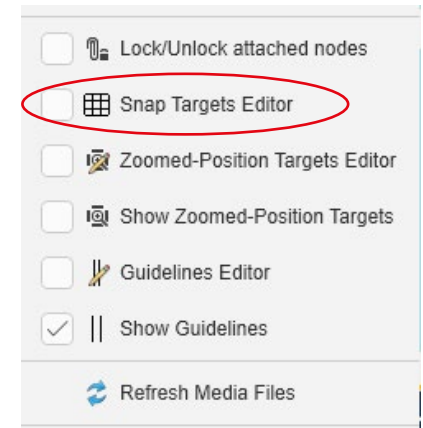 Lock/Unlock attached nodes
Snap Targets Editor
Zoomed-Position Targets Editor
Show Zoomed-Position Targets
Guidelines Editor
Show Guidelines
Refresh Media Files